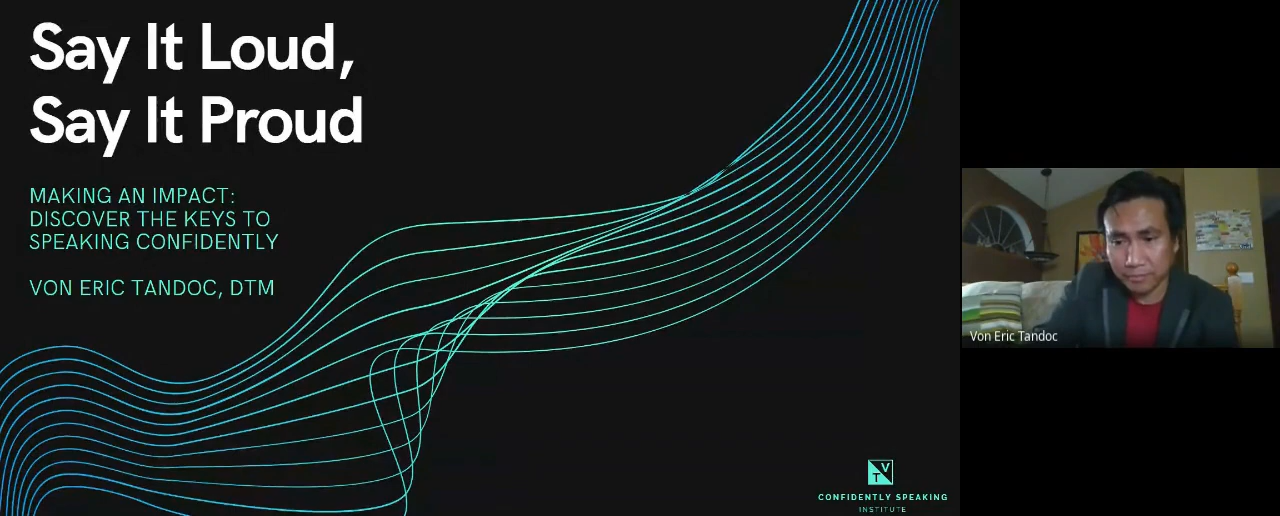 Say It Loud,
Say It Proud
MAKING AN IMPACT:
DISCOVER THE KEYS TO
SPEAKING CONFIDENTLY
VON ERIC TANDOC, DTM
Von Eric Tandoc
V
T
CONFIDENTLY SPEAKING
INSTITUTE